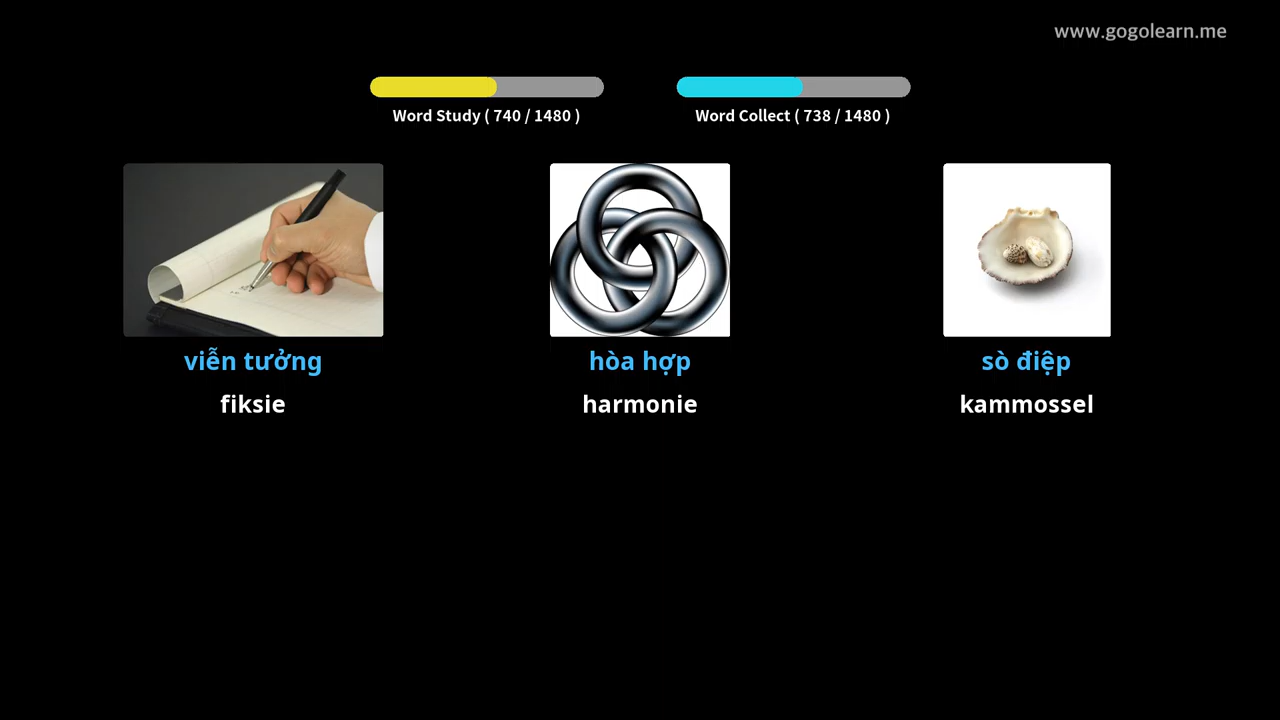 www.gogolearn.me
Word Study ( 740 / 1480 )
Word Collect ( 738 / 1480 )
viễn tưởng
hòa hợp
sò điệp
fiksie
harmonie
kammossel